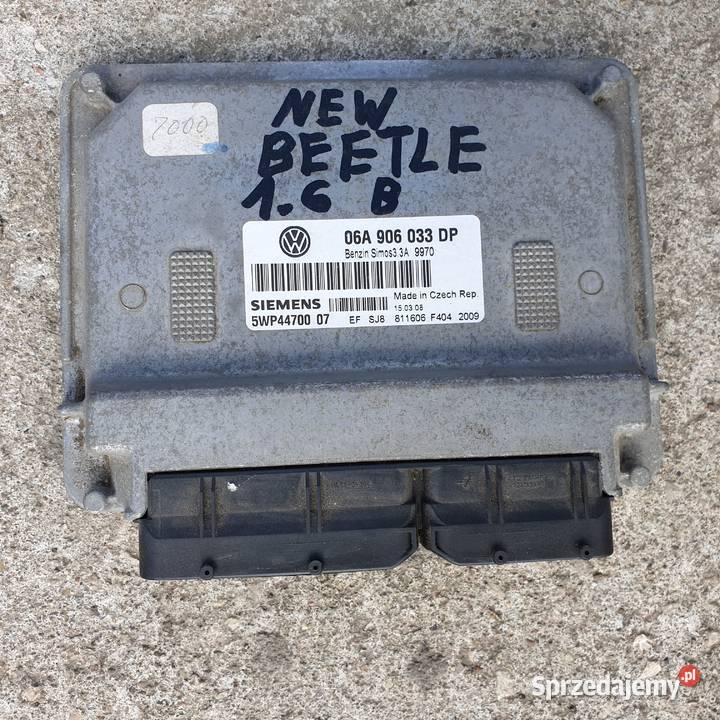 7000
NEW
BEETLE
1.6 B
06A 906 033 DP
Benzin Simos3.3A 9970
SIEMENS
Made in Czech Rep.
15.03.08
5WP44700 07 EF SJ8 811606 F404 2009
Sprzedajemy.pl